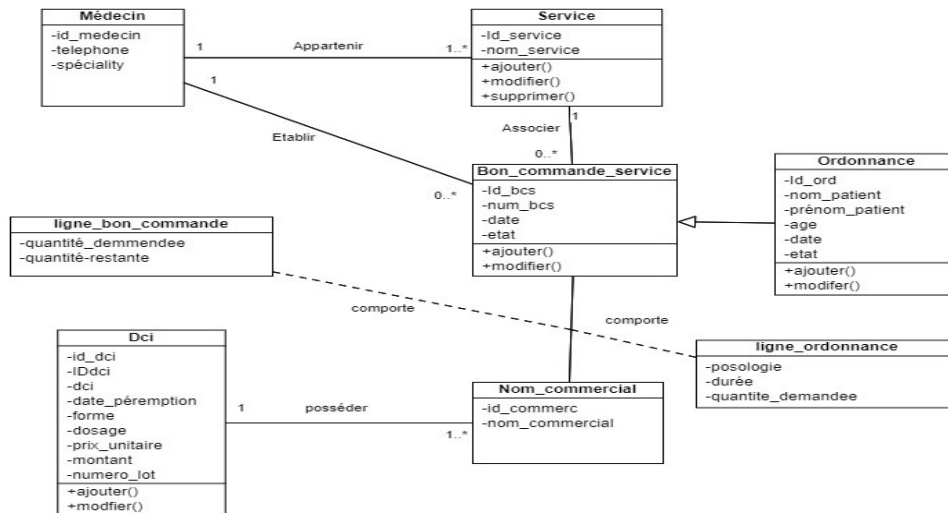 Médecin
-id_medecin
-telephone
-spéciality
1
Appartenir
1..*
Service
-Id_service
-nom_service
+ajouter()
+modifier()
+supprimer()
1
Etablir
0..*
1
Associer
0..*
Bon_commande_service
-Id_bcs
-num_bcs
-date
-etat
+ajouter()
+modifier()
Ordonnance
-Id_ord
-nom_patient
-prénom_patient
-age
-date
-etat
+ajouter()
+modifer()
ligne_bon_commande
-quantité_demmendee
-quantité-restante
comporte
comporte
ligne_ordonnance
-posologie
-durée
-quantite_demandee
Dci
-id_dci
-IDdci
-dci
-date_péremption
-forme
-dosage
-prix_unitaire
-montant
-numero_lot
+ajouter()
+modfier()
1
posséder
1..*
Nom_commercial
-id_commerc
-nom_commercial